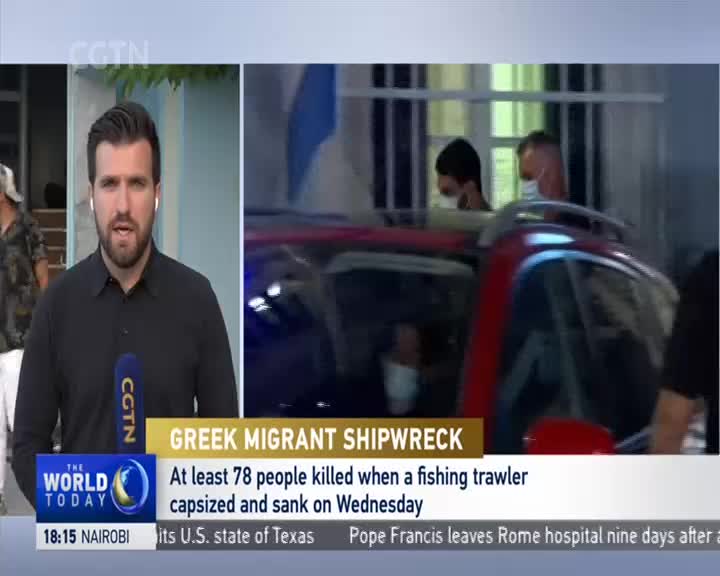 CGTN
CGTN
GREEK MIGRANT SHIPWRECK
At least 78 people killed when a fishing trawler
capsized and sank on Wednesday
THE
WORLD
TODAY
18:15 NAIROBI
its U.S. state of Texas Pope Francis leaves Rome hospital nine days after